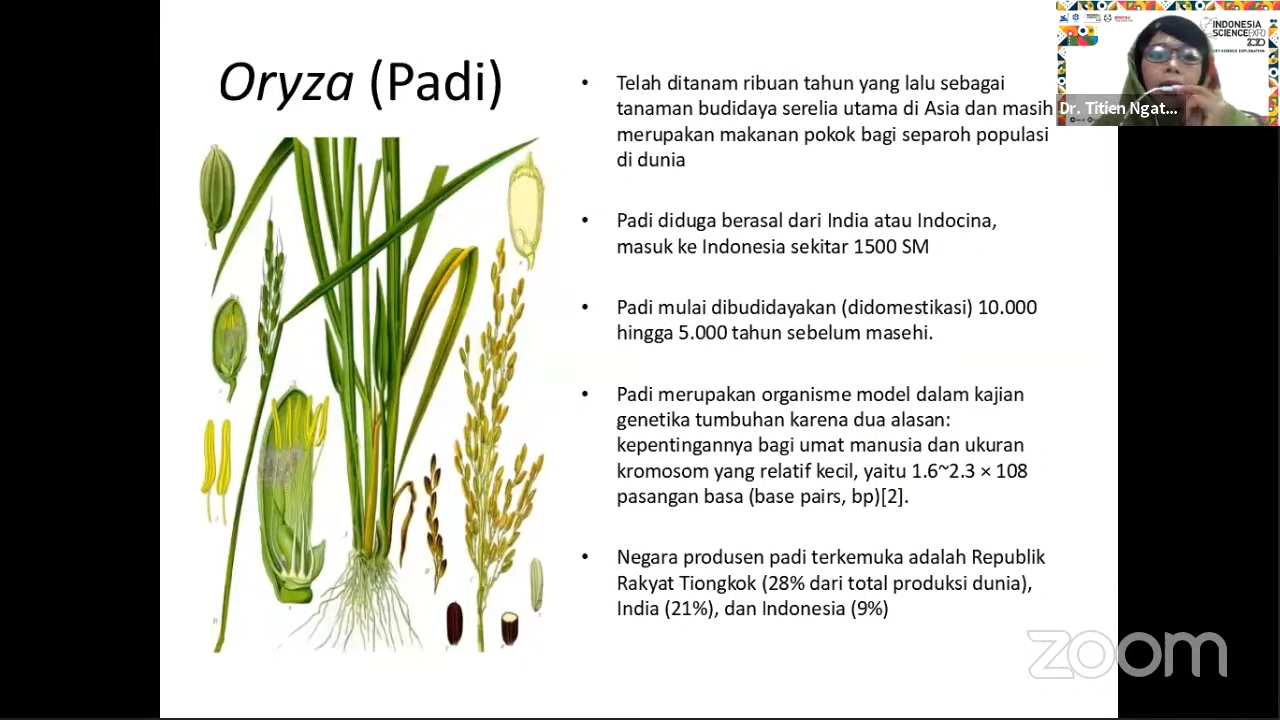 Oryza (Padi)
• Telah ditanam ribuan tahun yang lalu sebagai
tanaman budidaya serelia utama di Asia dan masih
merupakan makanan pokok bagi separoh populasi
di dunia
• Padi diduga berasal dari India atau Indocina,
masuk ke Indonesia sekitar 1500 SM
• Padi mulai dibudidayakan (didomestikasi) 10.000
hingga 5.000 tahun sebelum masehi.
• Padi merupakan organisme model dalam kajian
genetika tumbuhan karena dua alasan:
kepentingannya bagi umat manusia dan ukuran
kromosom yang relatif kecil, yaitu 1.6~2.3 × 108
pasangan basa (base pairs, bp)[2].
• Negara produsen padi terkemuka adalah Republik
Rakyat Tiongkok (28% dari total produksi dunia),
India (21%), dan Indonesia (9%)
INDONESIA
SCIENCE EXPO
2020
Dr. Titien Ngat...
zoom